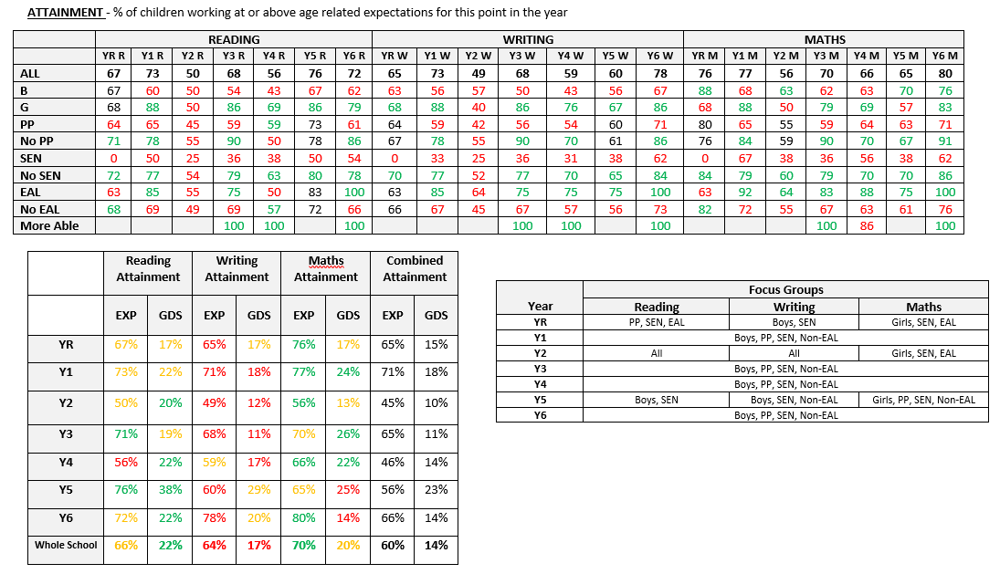 ATTAINMENT - % of children working at or above age related expectations for this point in the year
READING WRITING MATHS
YR R Y1 R Y2 R Y3 R Y4 R Y5 R Y6 R YR W Y1 W Y2 W Y3 W Y4 W Y5 W Y6 W YR M Y1 M Y2 M Y3 M Y4 M Y5 M Y6 M
ALL 67 73 50 68 56 76 72 65 73 49 68 59 60 78 76 77 56 70 66 65 80
B 67 60 50 54 43 67 62 63 56 57 50 43 56 67 88 68 63 62 63 70 76
G 68 88 50 86 69 86 79 68 88 40 86 76 67 86 68 88 50 79 69 57 83
PP 64 65 45 59 59 73 61 64 59 42 56 54 60 71 80 65 55 59 64 63 71
No PP 71 78 55 90 50 78 86 67 78 55 90 70 61 86 76 84 59 90 70 67 91
SEN 0 50 25 36 38 50 54 0 33 25 36 31 38 62 0 67 38 36 56 38 62
No SEN 72 77 54 79 63 80 78 70 77 52 77 70 65 84 84 79 60 79 70 70 86
EAL 63 85 55 75 50 83 100 63 85 64 75 75 75 100 63 92 64 83 88 75 100
No EAL 68 69 49 69 57 72 66 66 67 45 67 57 56 73 82 72 55 67 63 61 76
More Able 100 100 100 100 100 100 100 86 100
Reading Attainment Writing Attainment Maths Attainment Combined Attainment
EXP GDS EXP GDS EXP GDS EXP GDS
YR 67% 17% 65% 17% 76% 17% 65% 15%
Y1 73% 22% 71% 18% 77% 24% 71% 18%
Y2 50% 20% 49% 12% 56% 13% 45% 10%
Y3 71% 19% 68% 11% 70% 26% 65% 11%
Y4 56% 22% 59% 17% 66% 22% 46% 14%
Y5 76% 38% 60% 29% 65% 25% 56% 23%
Y6 72% 22% 78% 20% 80% 14% 66% 14%
Whole School 66% 22% 64% 17% 70% 20% 60% 14%
Focus Groups
Year Reading Writing Maths
YR PP, SEN, EAL Boys, SEN Girls, SEN, EAL
Y1 Boys, PP, SEN, Non-EAL
Y2 All All Girls, SEN, EAL
Y3 Boys, PP, SEN, Non-EAL
Y4 Boys, PP, SEN, Non-EAL
Y5 Boys, SEN Boys, SEN, Non-EAL Girls, PP, SEN, Non-EAL
Y6 Boys, PP, SEN, Non-EAL